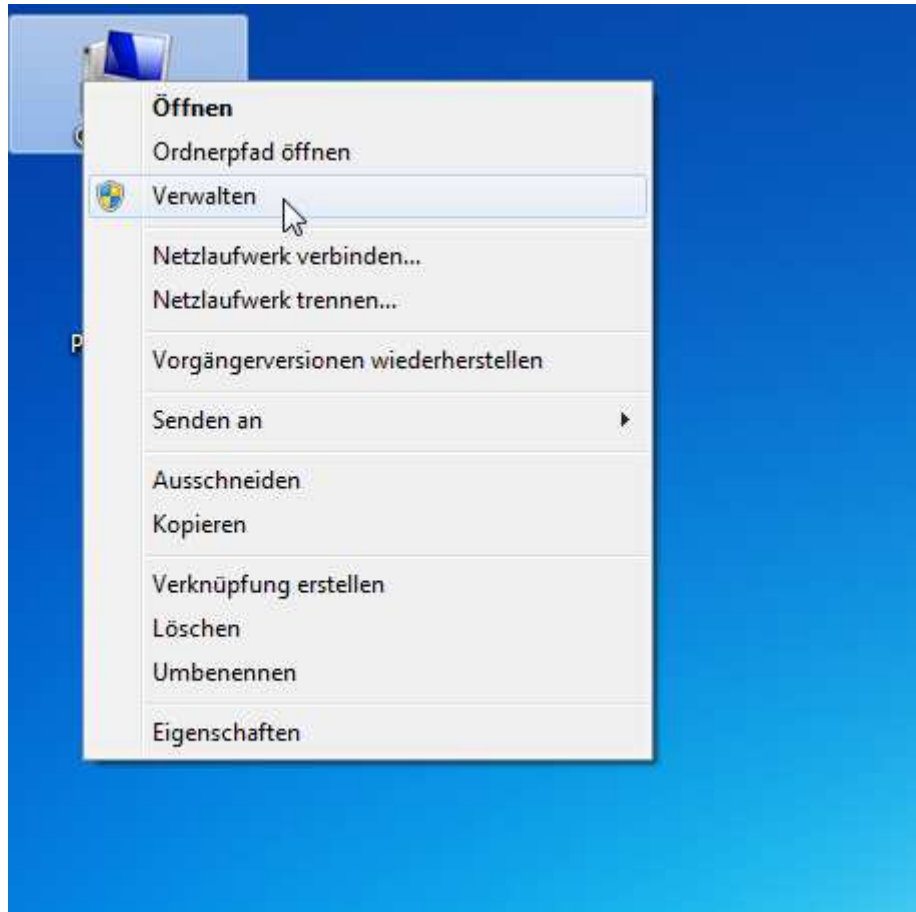 Öffnen
Ordnerpfad öffnen
Verwalten
Netzlaufwerk verbinden...
Netzlaufwerk trennen...
Vorgängerversionen wiederherstellen
Senden an
Ausschneiden
Kopieren
Verknüpfung erstellen
Löschen
Umbenennen
Eigenschaften